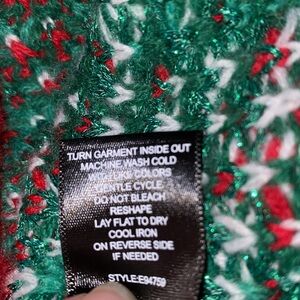 TURN GARMENT INSIDE OUT
MACHINE WASH COLD
WITH LIKE COLORS
GENTLE CYCLE
DO NOT BLEACH
RESHAPE
LAY FLAT TO DRY
COOL IRON
ON REVERSE SIDE
IF NEEDED
STYLE:E94759